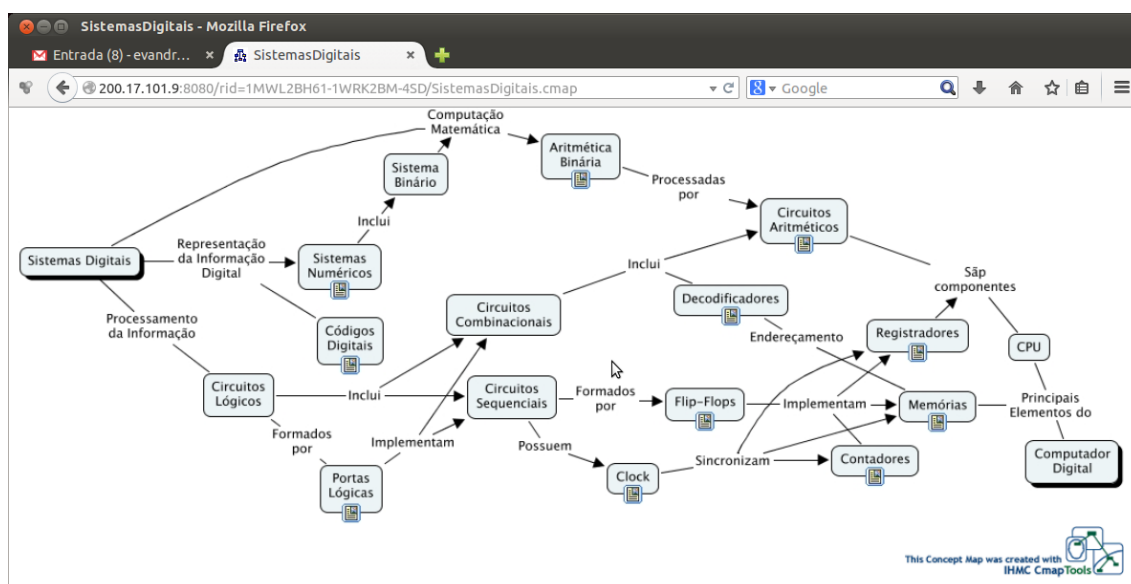 SistemasDigitais - Mozilla Firefox
Entrada (8) - evandr...
SistemasDigitais
200.17.101.9:8080/rid=1MWL2BH61-1WRK2BM-4SD/SistemasDigitais.cmap
Google
Computação
Matemática
Aritmética
Binária
Sistema
Binário
Processadas
por
Circuitos
Aritméticos
Inclui
Representação
da Informação
Digital
Sistemas Digitais
Sistemas
Numéricos
Inclui
Sãp
componentes
Decodificadores
Circuitos
Combinacionais
Processamento
da Informação
Códigos
Digitais
Endereçamento
Registradores
CPU
Circuitos
Lógicos
Inclui
Circuitos
Sequenciais
Formados
por
Flip-Flops
Implementam
Memórias
Principais
Elementos do
Formados
por
Implementam
Possuem
Sincronizam
Contadores
Computador
Digital
Portas
Lógicas
Clock
This Concept Map was created with
IHMC CmapTools